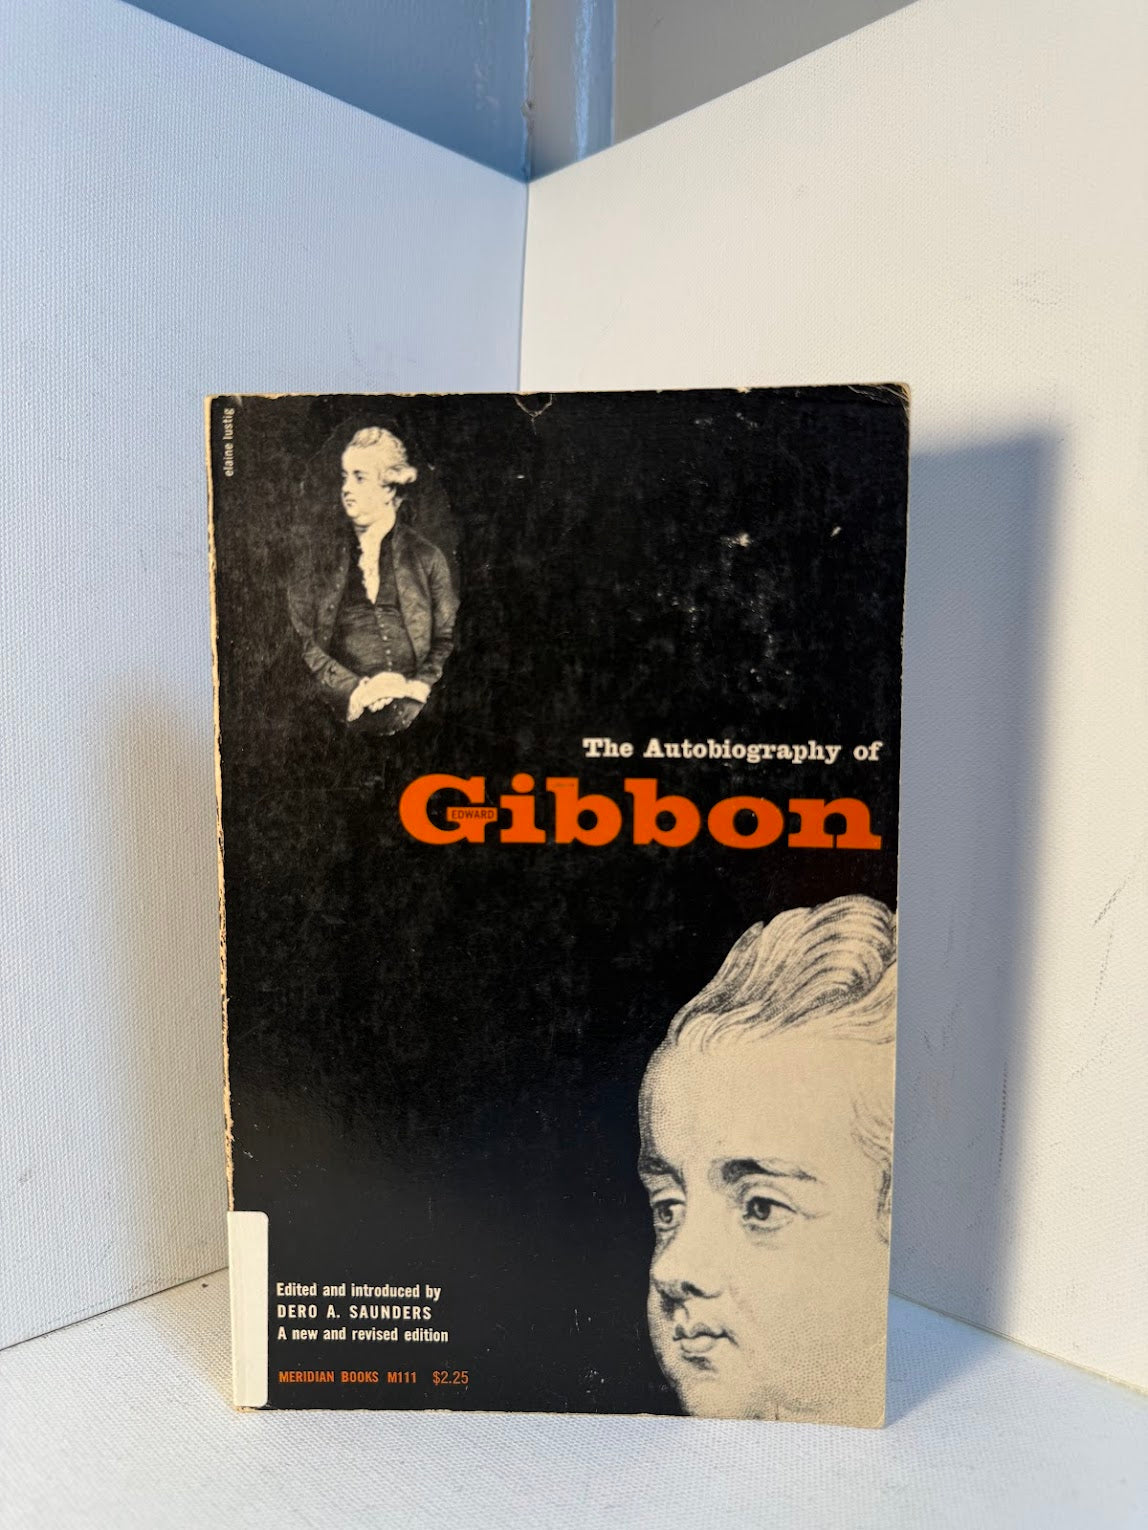 elaine lustig
The Autobiography of
EDWARD
Gibbon
Edited and introduced by
DERO A. SAUNDERS
A new and revised edition
MERIDIAN BOOKS M111 $2.25